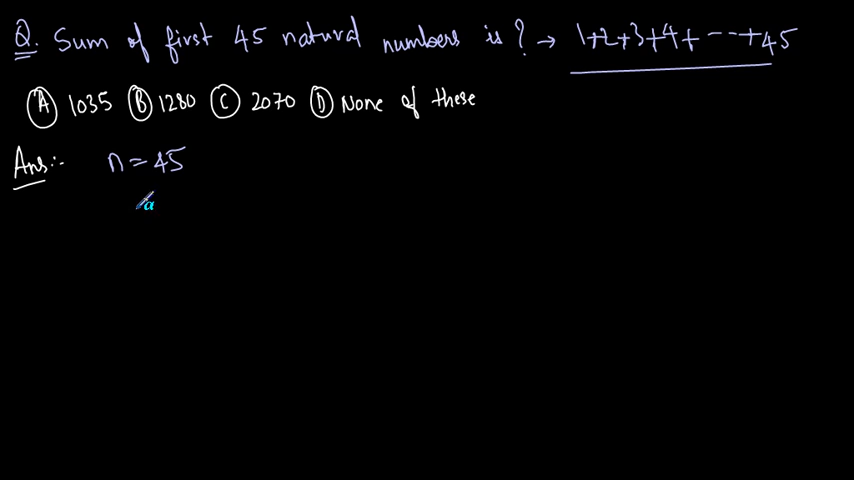 Q. Sum of first 45 natural numbers is? → 1+2+3+4+ ---+45
(A) 1035 (B) 1280 (C) 2070 (D) None of these
Ans:- n = 45